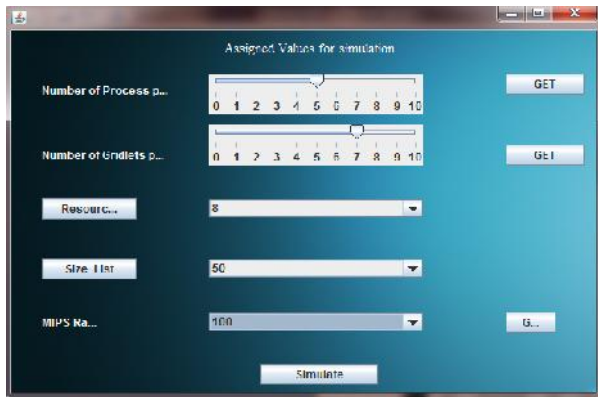 Assigned Values for simulation
Number of Process p... GET
0 1 2 3 4 5 6 7 8 9 10
Number of Gridlets p... GET
0 1 2 3 4 5 6 7 8 9 10
Resourc... 8
Size List 50
MIPS Ra... 100 G...
Simulate